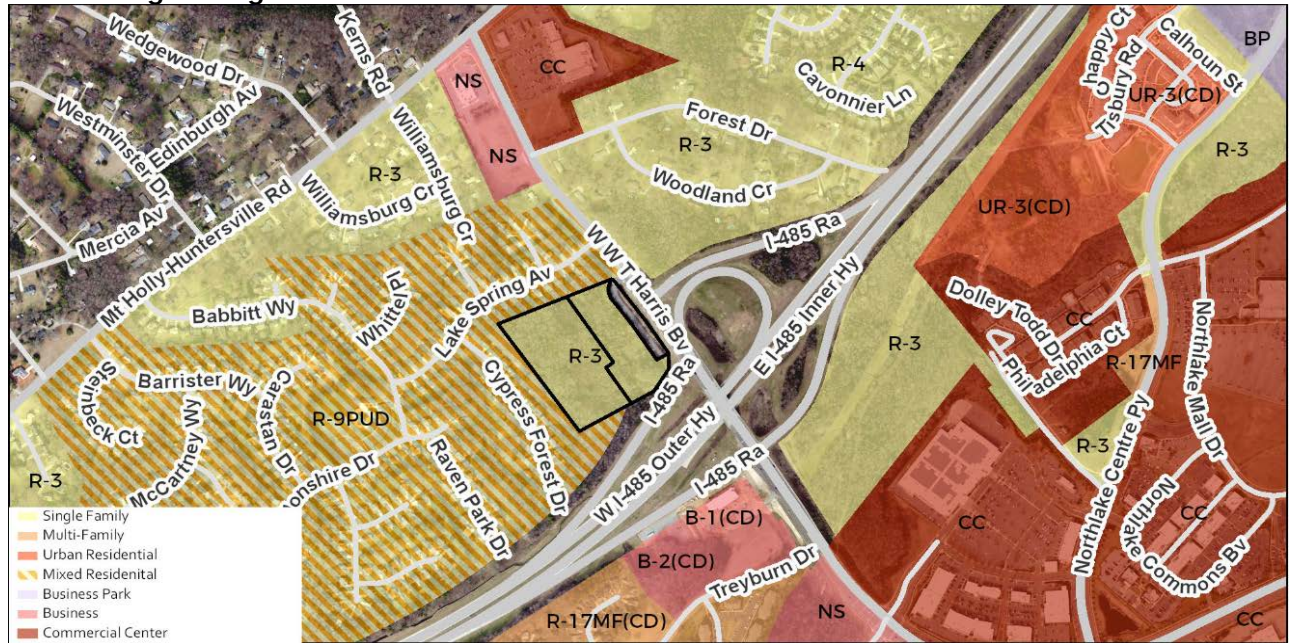 Wedgewood Dr
Kerns Rd
Westminster Dr
Edinburgh Av
Mercia Av
Mt Holly-Huntersville Rd
Williamsburg Cr
Williamsburg Cr
R-3
NS
NS
CC
R-4
Cavonnier Ln
Forest Dr
R-3
Woodland Cr
happy Ct
Tisbury Rd
Calhoun St
BP
UR-3(CD)
R-3
UR-3(CD)
I-485 Ra
W W T Harris Bv
E I-485 Inner Hy
Babbitt Wy
Whittel Pl
Lake Spring Av
R-3
I-485 Ra
R-3
Dolley Todd Dr
CC
Philadelphia Ct
R-17MF
Northlake Mall Dr
Steinbeck Ct
Barrister Wy
McCartney Wy
Carastan Dr
R-9PUD
Cypress Forest Dr
onshire Dr
Raven Park Dr
R-3
W I-485 Outer Hy
I-485 Ra
R-3
Northlake Centre Py
CC
CC
Northlake Commons Bv
B-1(CD)
B-2(CD)
Treyburn Dr
NS
R-17MF(CD)
CC
Single Family
Multi-Family
Urban Residential
Mixed Residenital
Business Park
Business
Commercial Center